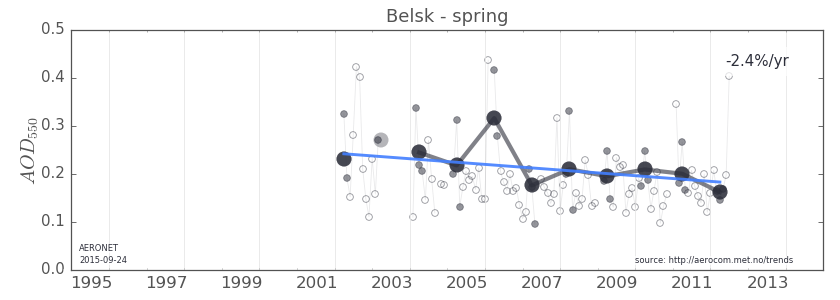 Belsk - spring
0.5
-2.4%/yr
0.4
0.3
AOD550
0.2
0.1
AERONET
2015-09-24
source: http://aerocom.met.no/trends
0.0
1995 1997 1999 2001 2003 2005 2007 2009 2011 2013